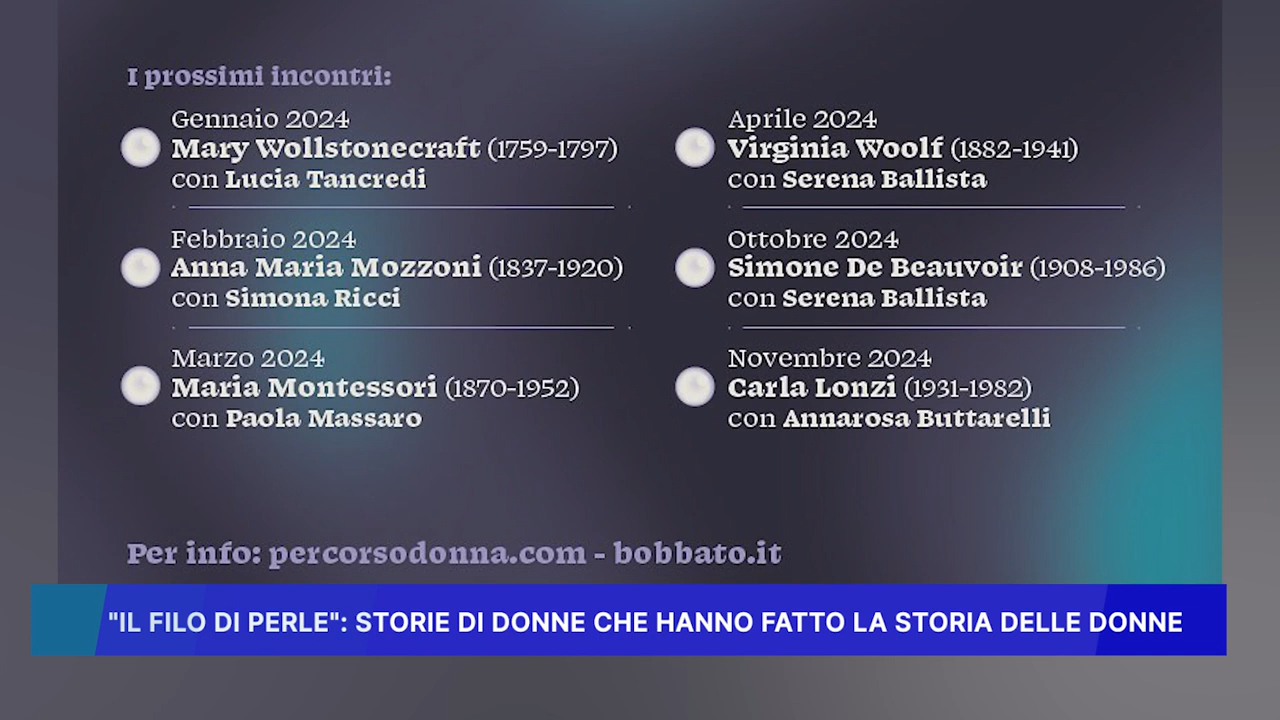 I prossimi incontri:
Gennaio 2024
Mary Wollstonecraft (1759-1797)
con Lucia Tancredi
Febbraio 2024
Anna Maria Mozzoni (1837-1920)
con Simona Ricci
Marzo 2024
Maria Montessori (1870-1952)
con Paola Massaro
Aprile 2024
Virginia Woolf (1882-1941)
con Serena Ballista
Ottobre 2024
Simone De Beauvoir (1908-1986)
con Serena Ballista
Novembre 2024
Carla Lonzi (1931-1982)
con Annarosa Buttarelli
Per info: percorsodonna.com - bobbato.it
"IL FILO DI PERLE": STORIE DI DONNE CHE HANNO FATTO LA STORIA DELLE DONNE